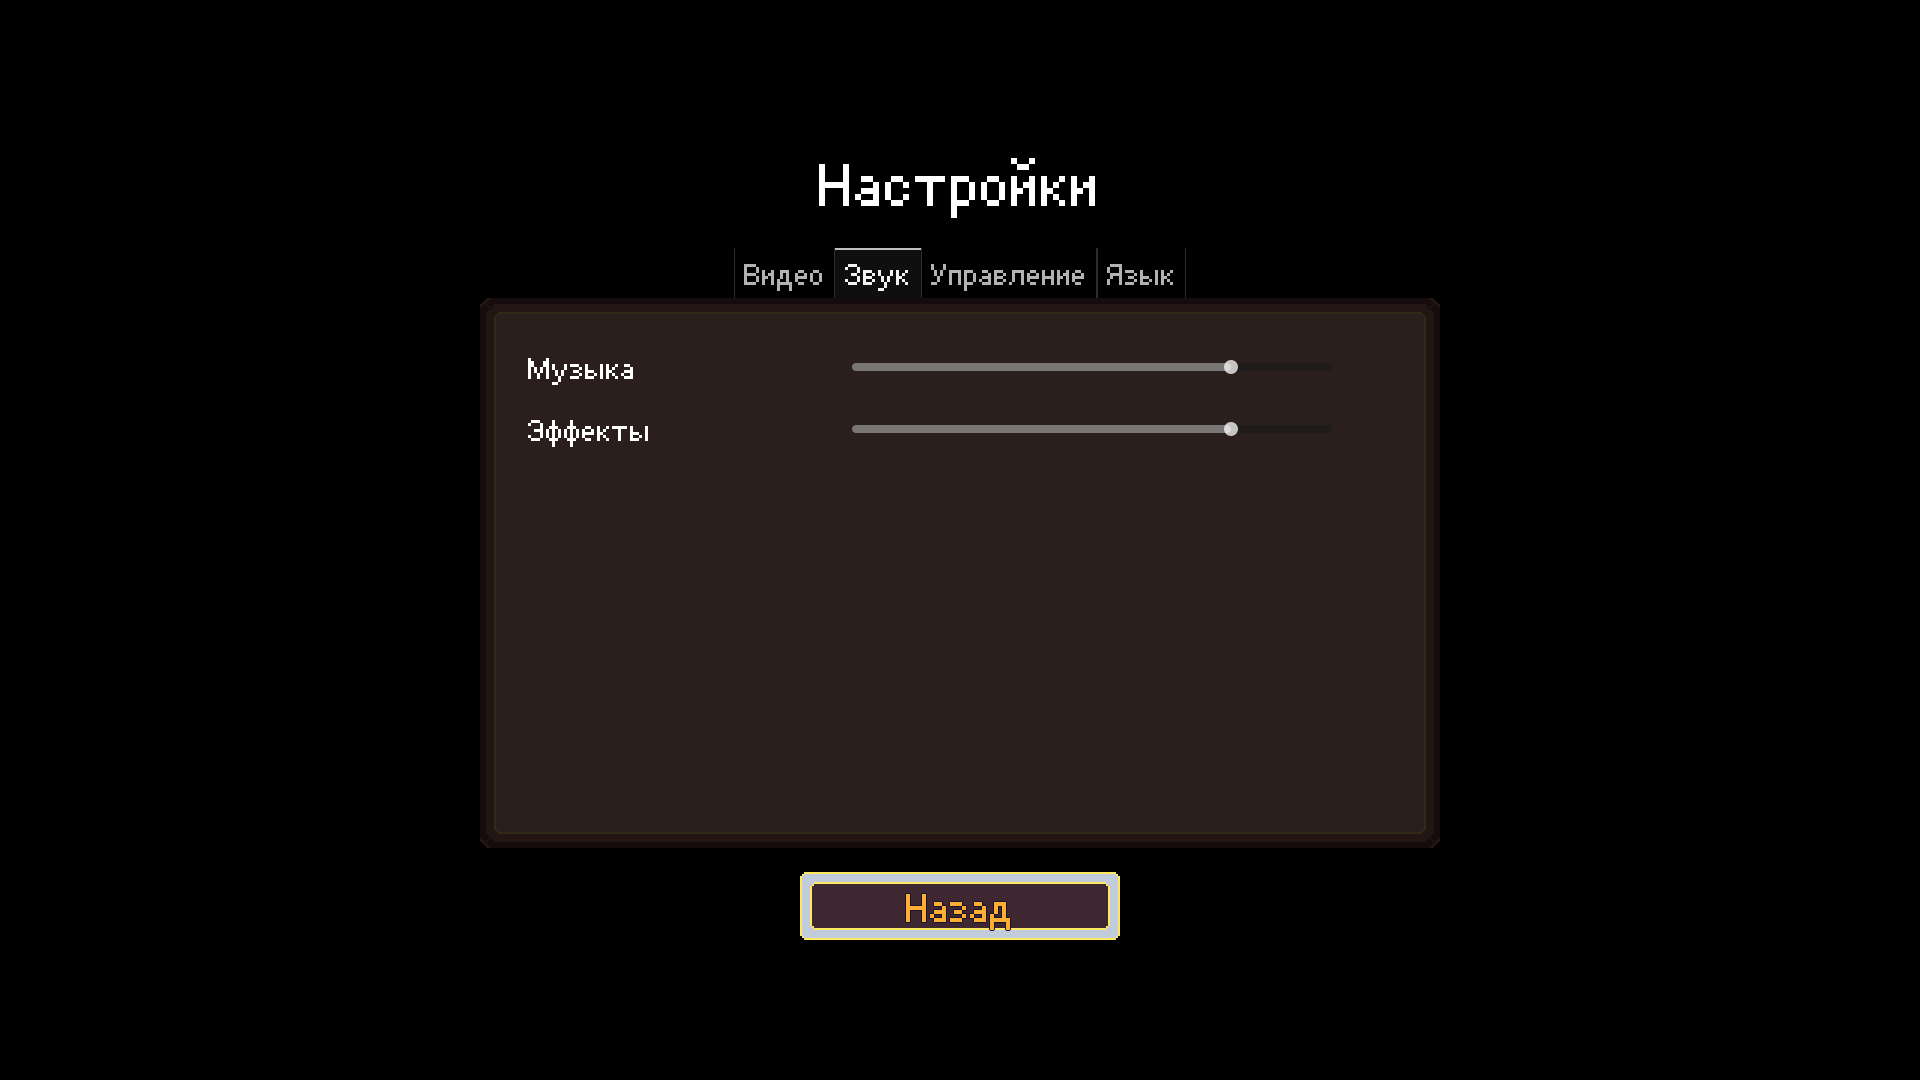 Настройки
Видео Звук Управление Язык
Музыка
Эффекты
Назад